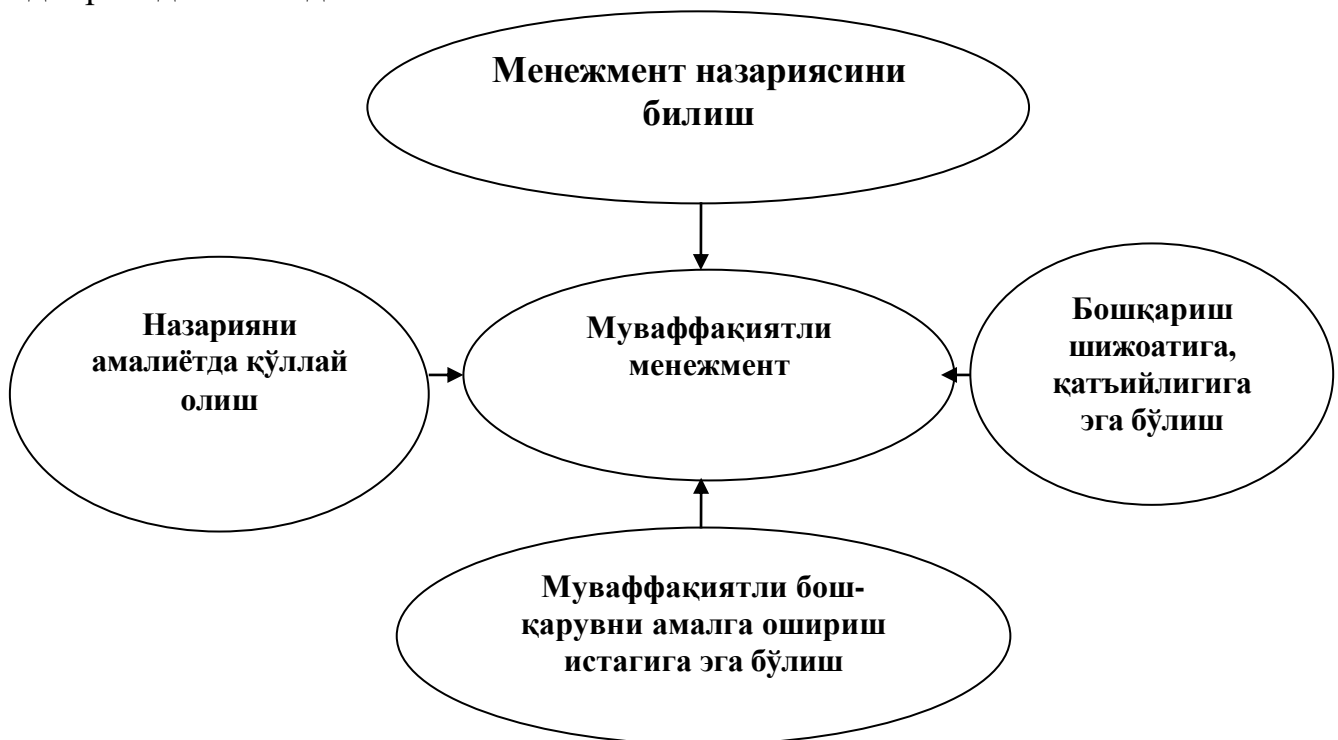 Менежмент назариясини
билиш
Назарияни
амалиётда қўллай
олиш
Муваффақиятли
менежмент
Бошқариш
шижоатига,
қатъийлигига
эга бўлиш
Муваффақиятли бош-
қарувни амалга ошириш
истагига эга бўлиш